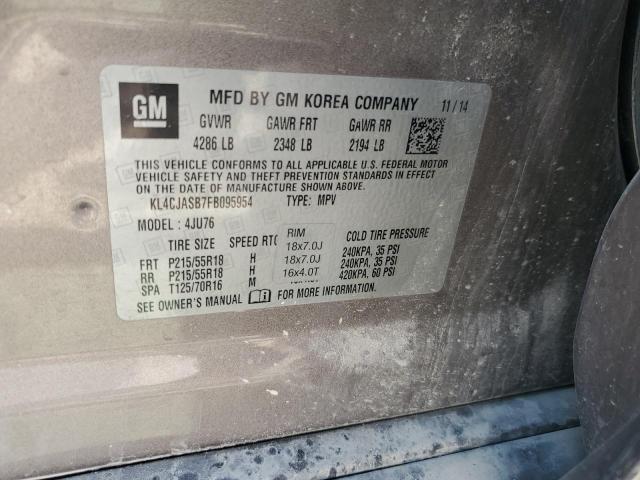 GM
MFD BY GM KOREA COMPANY 11/14
GVWR GAWR FRT GAWR RR
4286 LB 2348 LB 2194 LB
THIS VEHICLE CONFORMS TO ALL APPLICABLE U.S. FEDERAL MOTOR
VEHICLE SAFETY AND THEFT PREVENTION STANDARDS IN EFFECT ON
THE DATE OF MANUFACTURE SHOWN ABOVE.
KL4CJASB7FB095954 TYPE: MPV
MODEL: 4JU76
TIRE SIZE SPEED RTG RIM COLD TIRE PRESSURE
FRT P215/55R18 H 18x7.0J 240KPA, 35 PSI
RR P215/55R18 H 18x7.0J 240KPA, 35 PSI
SPA T125/70R16 M 16x4.0T 420KPA, 60 PSI
SEE OWNER'S MANUAL FOR MORE INFORMATION